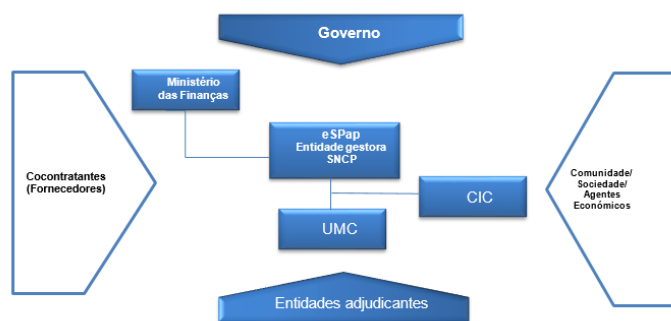 Governo
Ministério
das Finanças
eSPap
Entidade gestora
SNCP
Cocontratantes
(Fornecedores)
Comunidade/
Sociedade/
Agentes
Económicos
CIC
UMC
Entidades adjudicantes